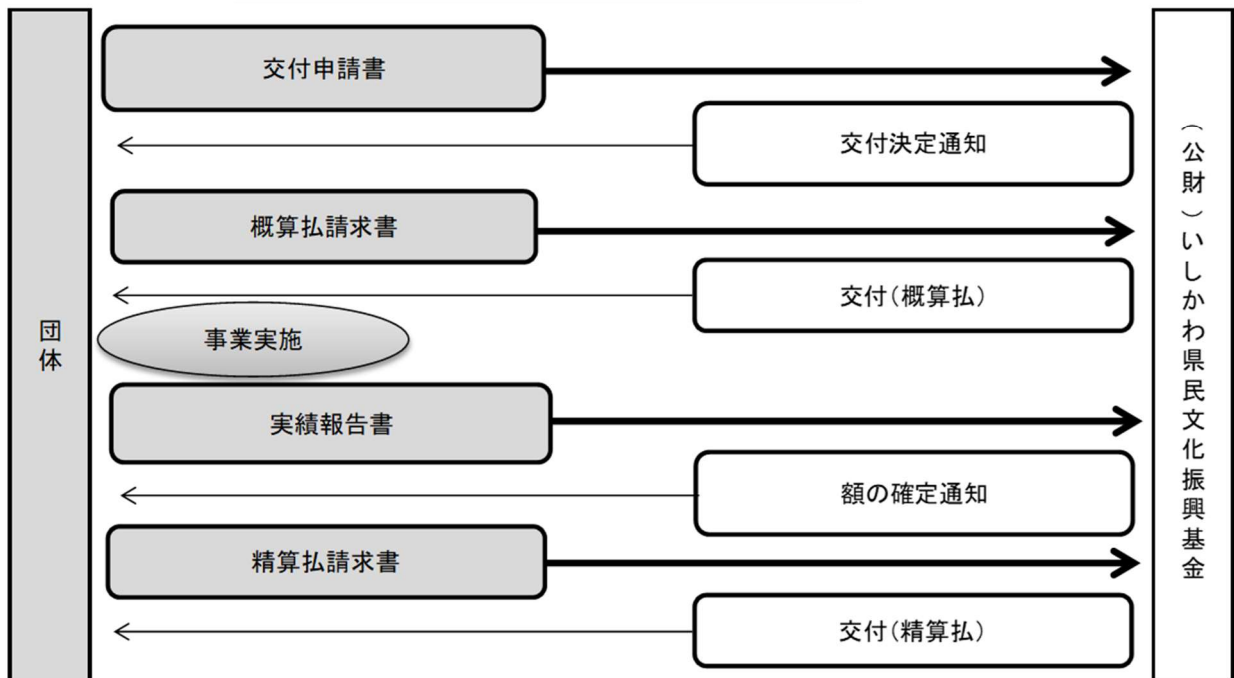 団体
交付申請書
交付決定通知
概算払請求書
交付(概算払)
事業実施
実績報告書
額の確定通知
精算払請求書
交付(精算払)
（公財）いしかわ県民文化振興基金